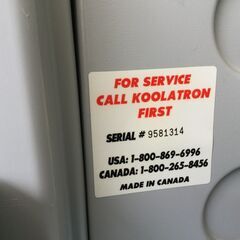 FOR SERVICE
CALL KOOLATRON
FIRST
SERIAL # 9581314
USA: 1-800-869-6996
CANADA: 1-800-265-8456
MADE IN CANADA